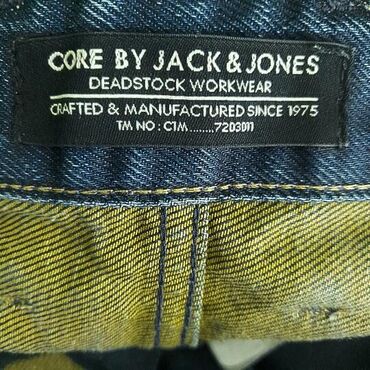 CORE BY JACK & JONES
DEADSTOCK WORKWEAR
CRAFTED & MANUFACTURED SINCE 1975
TM NO : C1M........7203011